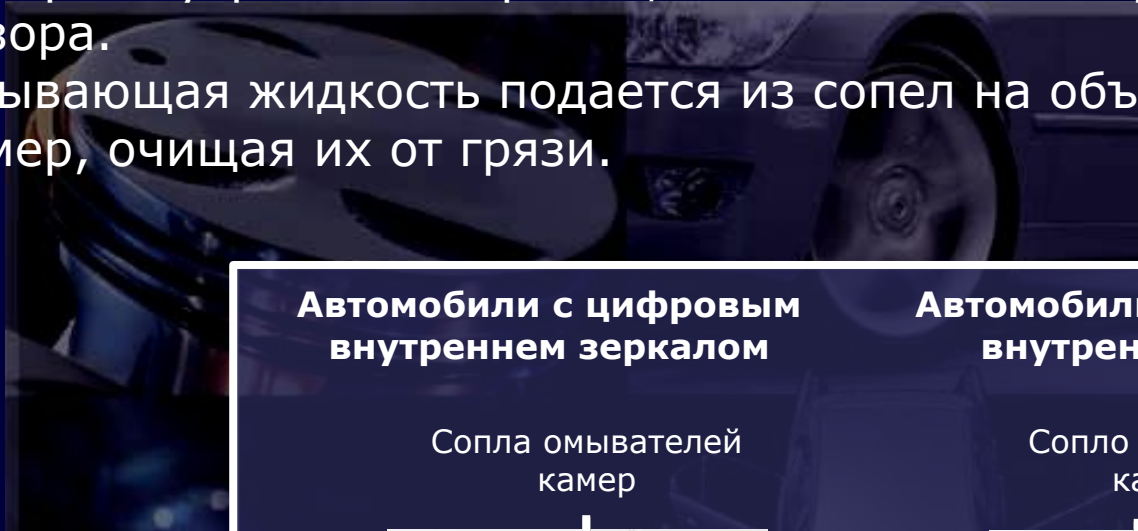 зора.
ывающая жидкость подается из сопел на объ
мер, очищая их от грязи.
Автомобили с цифровым
внутреннем зеркалом
Автомобил
внутрен
Сопла омывателей
камер
Сопло
ка